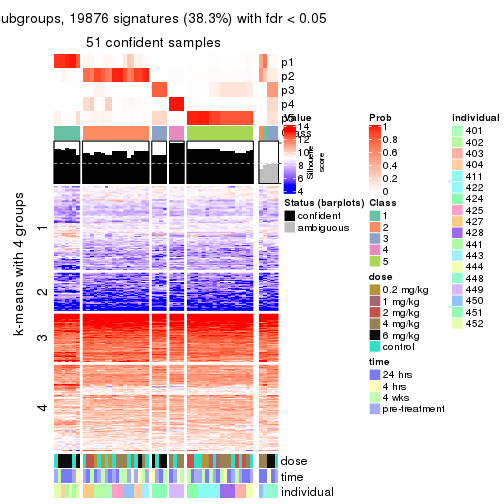 ubgroups, 19876 signatures (38.3%) with fdr < 0.05
51 confident samples
p1
p2
p3
p4
Silhouette
score
1
2
3
4
k-means with 4 groups
dose
time
individual
value
14
12
10
8
6
4
Status (barplots)
confident
ambiguous
Prob
1
0.8
0.6
0.4
0.2
0
Class
1
2
3
4
5
dose
0.2 mg/kg
1 mg/kg
2 mg/kg
4 mg/kg
6 mg/kg
control
time
24 hrs
4 hrs
4 wks
pre-treatment
individual
401
402
403
404
411
422
424
425
427
428
441
443
444
448
449
450
451
452